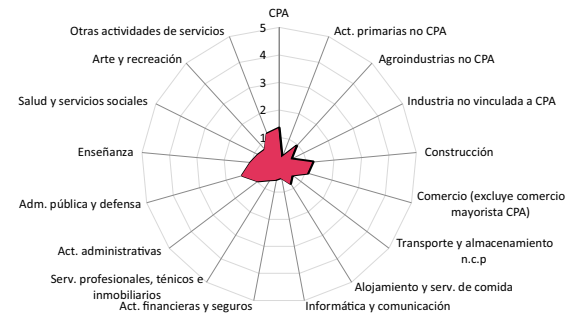 CPA
Act. primarias no CPA
Agroindustrias no CPA
Industria no vinculada a CPA
Construcción
Comercio (excluye comercio
mayorista CPA)
Transporte y almacenamiento
n.c.p
Alojamiento y serv. de comida
Informática y comunicación
Act. financieras y seguros
Serv. profesionales, ténicos e
inmobiliarios
Act. administrativas
Adm. pública y defensa
Enseñanza
Salud y servicios sociales
Arte y recreación
Otras actividades de servicios
5
4
3
2
1